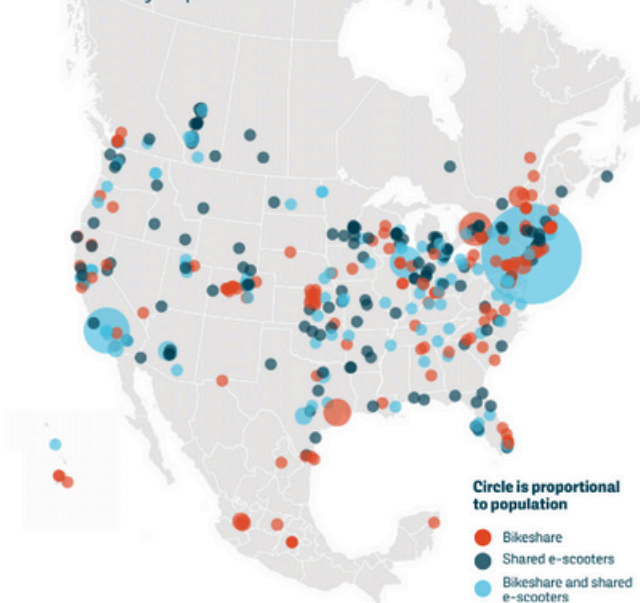 Circle is proportional
to population
Bikeshare
Shared e-scooters
Bikeshare and shared
e-scooters